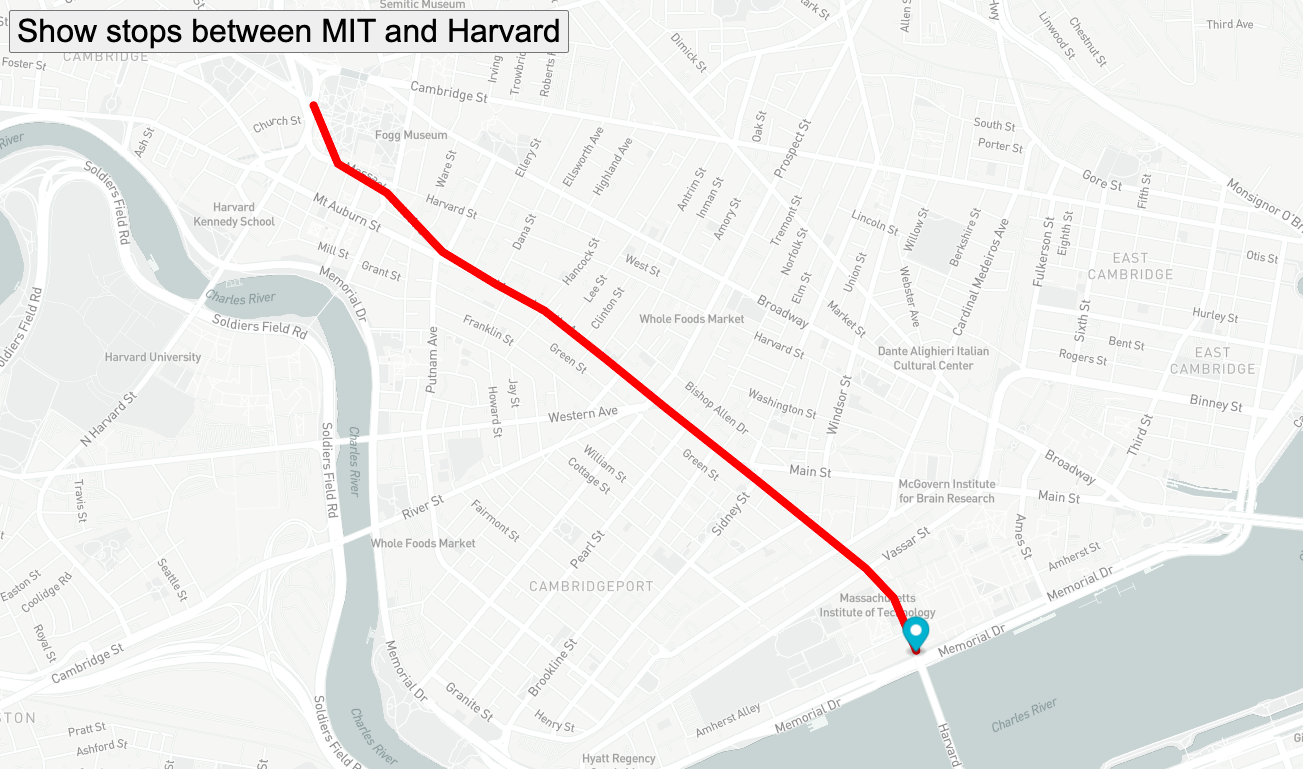 Semitic Museum
Show stops between MIT and Harvard
CAMBRIDGE
Foster St
Third Ave
Linwood St
Chestnut St
Dimick St
Cambridge St
Irving
Trowbri
Roberts
Allen S
Hwy
Church St
Fogg Museum
Ash St
River
Soldiers Field Rd
Ware St
Ellery St
Ellsworth Ave
Highland Ave
Oak St
Prospect St
South St
Porter St
Gore St
Fifth St
Monsignor O'Br
Antrim St
Inman St
Amory St
Harvard St
Mt Auburn St
Harvard
Kennedy School
Dana St
Tremont St
Norfolk St
Lincoln St
Willow St
Berkshire St
Cardinal Medeiros Ave
Fulkerson St
Eighth St
Otis St
EAST
CAMBRIDGE
Mill St
Grant St
Memorial Dr
Hancock St
Lee St
Clinton St
West St
Elm St
Union St
Webster Ave
Charles River
Soldiers Field Rd
Broadway
Market St
Whole Foods Market
Sixth St
Hurley St
Franklin St
Green St
Harvard St
Bent St
Rogers St
EAST
CAMBRIDGE
Dante Alighieri Italian
Cultural Center
Harvard University
Putnam Ave
Jay St
Howard St
Bishop Allen Dr
Washington St
Windsor St
Binney St
N Harvard St
Western Ave
Third St
Soldiers Field Rd
Charles River
William St
Cottage St
Green St
Main St
Broadway
McGovern Institute
for Brain Research
Main St
Travis St
River St
Fairmont St
Sidney St
Pearl St
Vassar St
Ames St
Amherst St
Whole Foods Market
Seattle St
Easton St
Coolidge Rd
CAMBRIDGEPORT
Massachusetts
Institute of Technology
Memorial Dr
Royal St
Cambridge St
Memorial Dr
Brookline St
Memorial Dr
Granite St
Henry St
Amherst Alley
Memorial Dr
Charles River
Harvard
Soldiers Field R
Charles River
Pratt St
Ashford St
Hyatt Regency